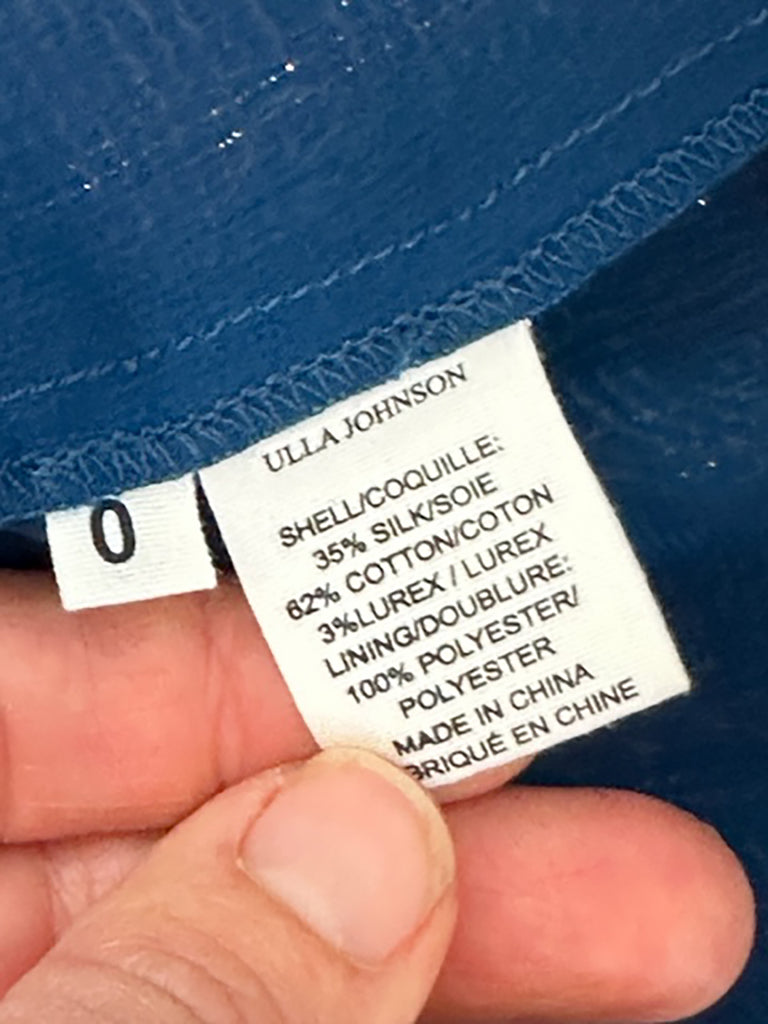 ULLA JOHNSON
SHELL/COQUILLE:
35% SILK/SOIE
62% COTTON/COTON
3%LUREX / LUREX
LINING/DOUBLURE:
100% POLYESTER/
POLYESTER
MADE IN CHINA
BRIQUÉ EN CHINE
0